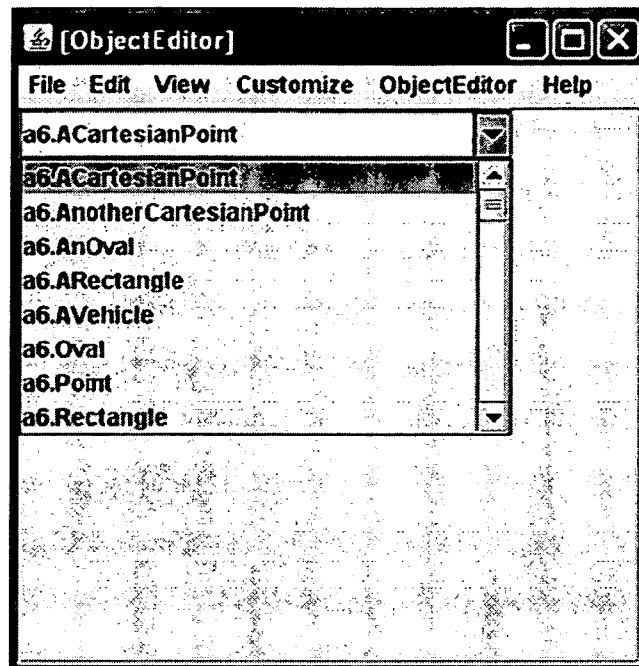 [ObjectEditor]
File Edit View Customize ObjectEditor Help
a6.ACartesianPoint
a6.ACartesianPoint
a6.AnotherCartesianPoint
a6.AnOval
a6.ARectangle
a6.AVehicle
a6.Oval
a6.Point
a6.Rectangle